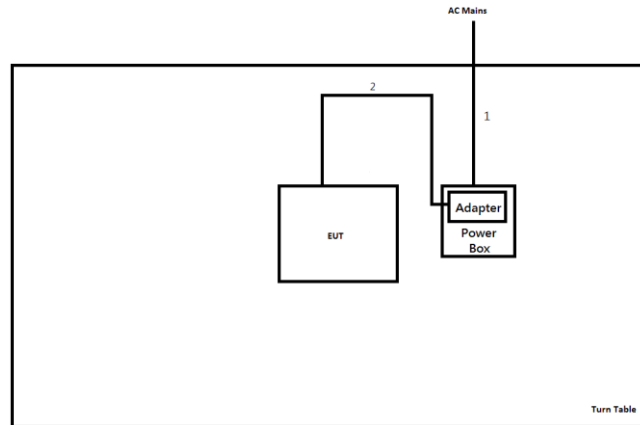 AC Mains
2
1
Adapter
Power
Box
EUT
Turn Table